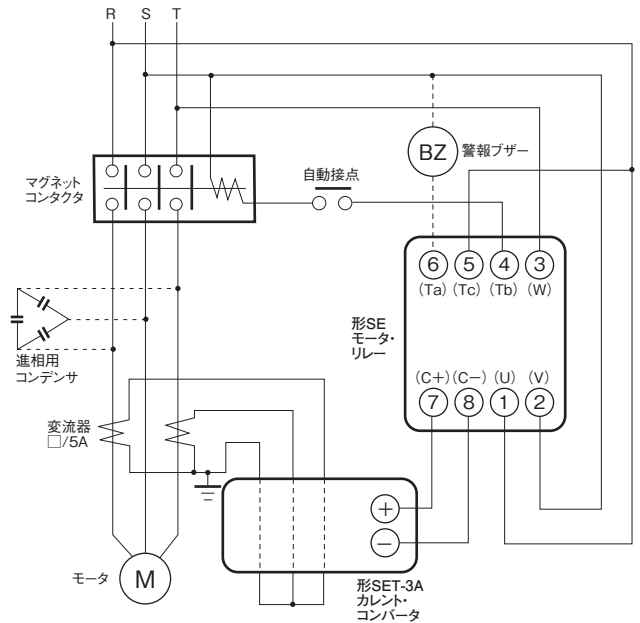 R S T
BZ 警報ブザー
自動接点
マグネット
コンタクタ
6 5 4 3
(Ta) (Tc) (Tb) (W)
形SE
モータ・
リレー
(C+) (C−) (U) (V)
7 8 1 2
進相用
コンデンサ
変流器
□/5A
+
−
モータ M
形SET-3A
カレント・
コンバータ